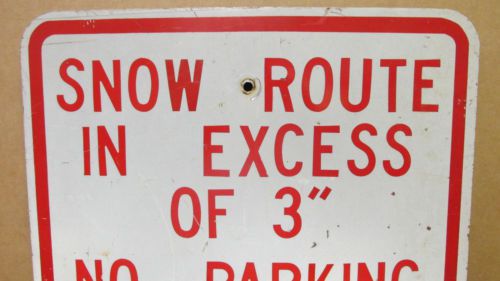 SNOW ROUTE
IN EXCESS
OF 3"
NO PARKING